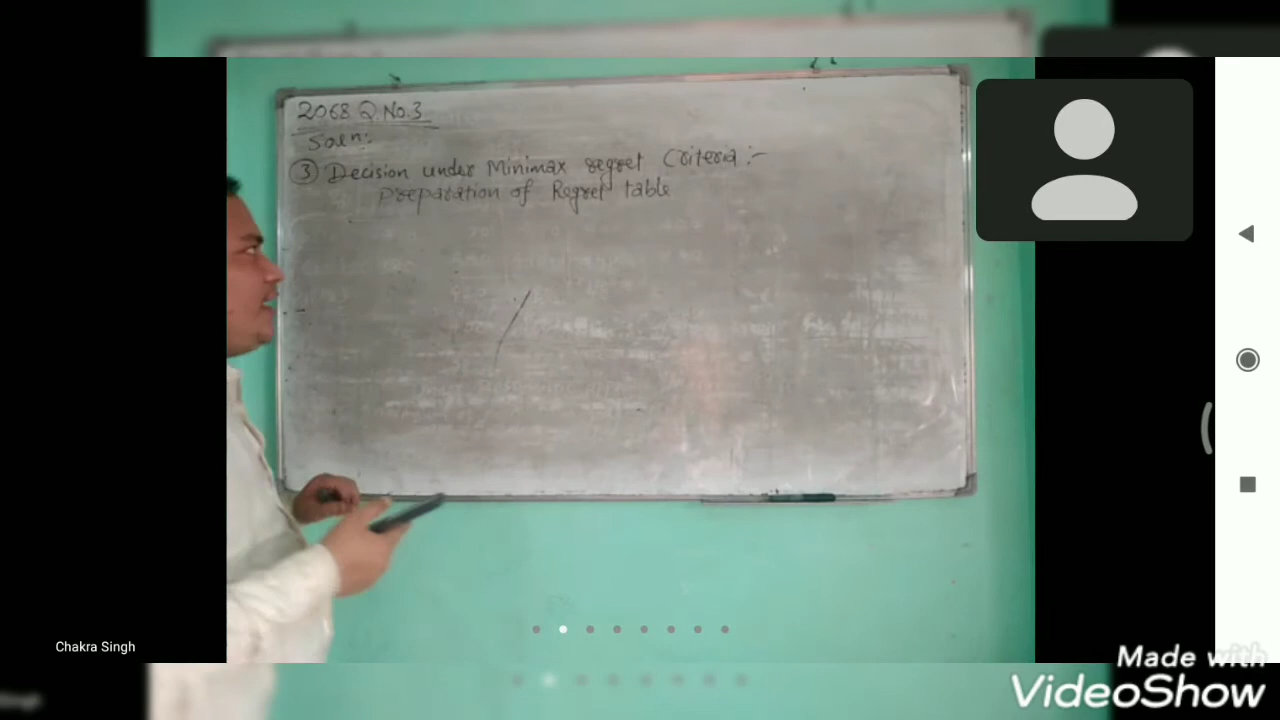 2068 Q.No.3
Soln:
③ Decision under Minimax regret Criteria :-
Preparation of Regret table
Chakra Singh
Made with
VideoShow